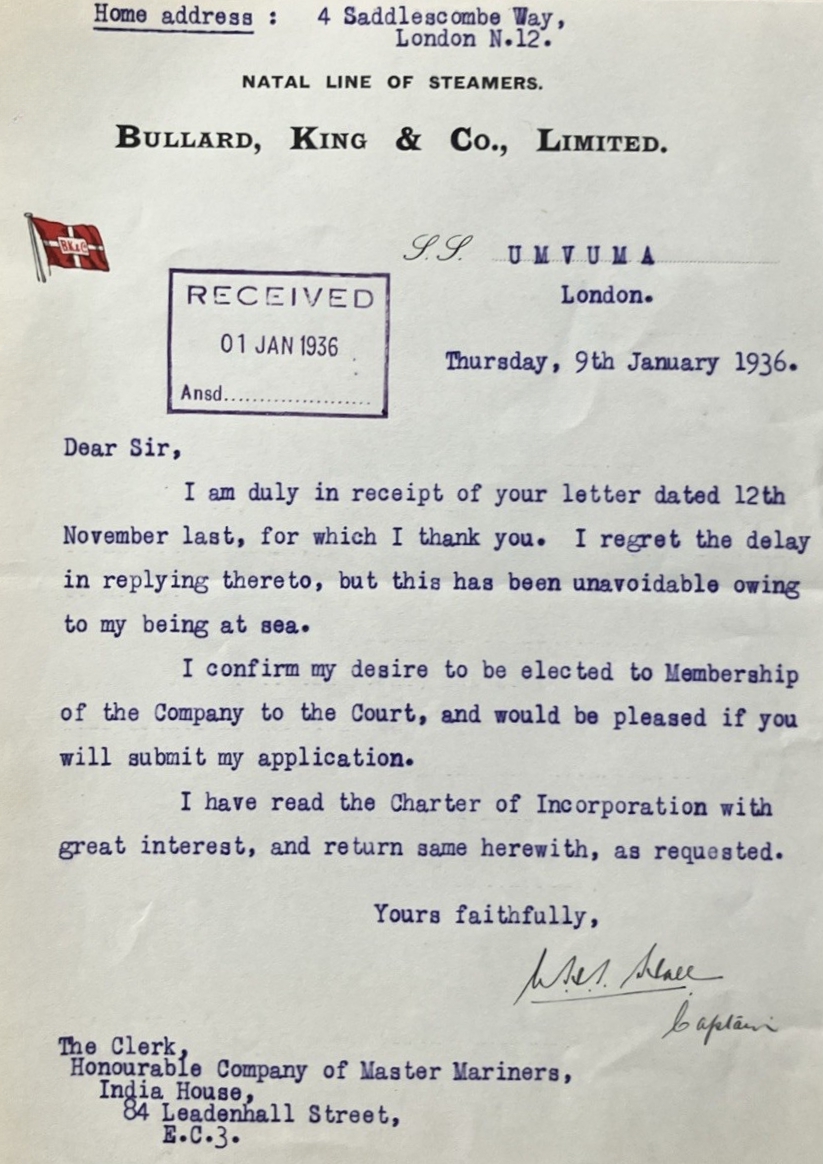 Home address : 4 Saddlescombe Way,
London N.12.
NATAL LINE OF STEAMERS.
BULLARD, KING & CO., LIMITED.
B.K.&Co
S.S. UMVUMA
London.
RECEIVED
01 JAN 1936
Ansd....................
Thursday, 9th January 1936.
Dear Sir,
I am duly in receipt of your letter dated 12th
November last, for which I thank you. I regret the delay
in replying thereto, but this has been unavoidable owing
to my being at sea.
I confirm my desire to be elected to Membership
of the Company to the Court, and would be pleased if you
will submit my application.
I have read the Charter of Incorporation with
great interest, and return same herewith, as requested.
Yours faithfully,
Captain
The Clerk,
Honourable Company of Master Mariners,
India House,
84 Leadenhall Street,
E.C.3.